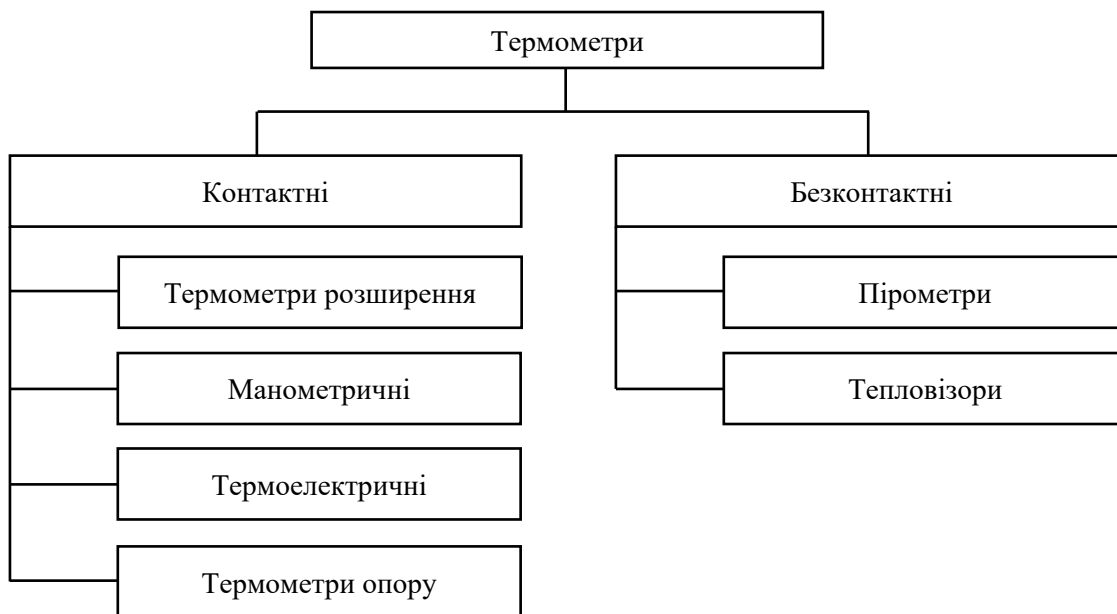 Термометри
Контактні
Термометри розширення
Манометричні
Термоелектричні
Термометри опору
Безконтактні
Пірометри
Тепловізори